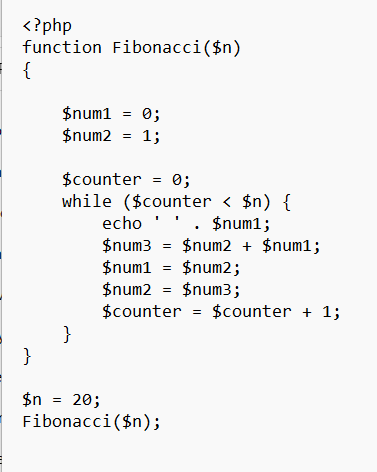 <?php
function Fibonacci($n)
{
    $num1 = 0;
    $num2 = 1;
    $counter = 0;
    while ($counter < $n) {
        echo ' ' . $num1;
        $num3 = $num2 + $num1;
        $num1 = $num2;
        $num2 = $num3;
        $counter = $counter + 1;
    }
}
$n = 20;
Fibonacci($n);